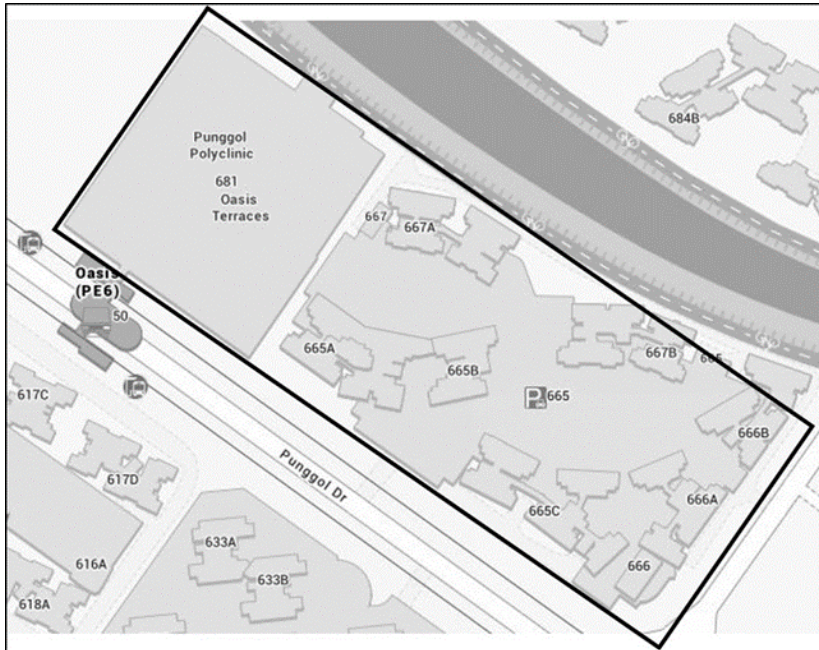 684B
Punggol
Polyclinic
681
Oasis
Terraces
667
667A
Oasis
(PE6)
50
665A
665B
667B
P
665
666B
617C
617D
Punggol Dr
665C
666A
633A
666
616A
633B
618A